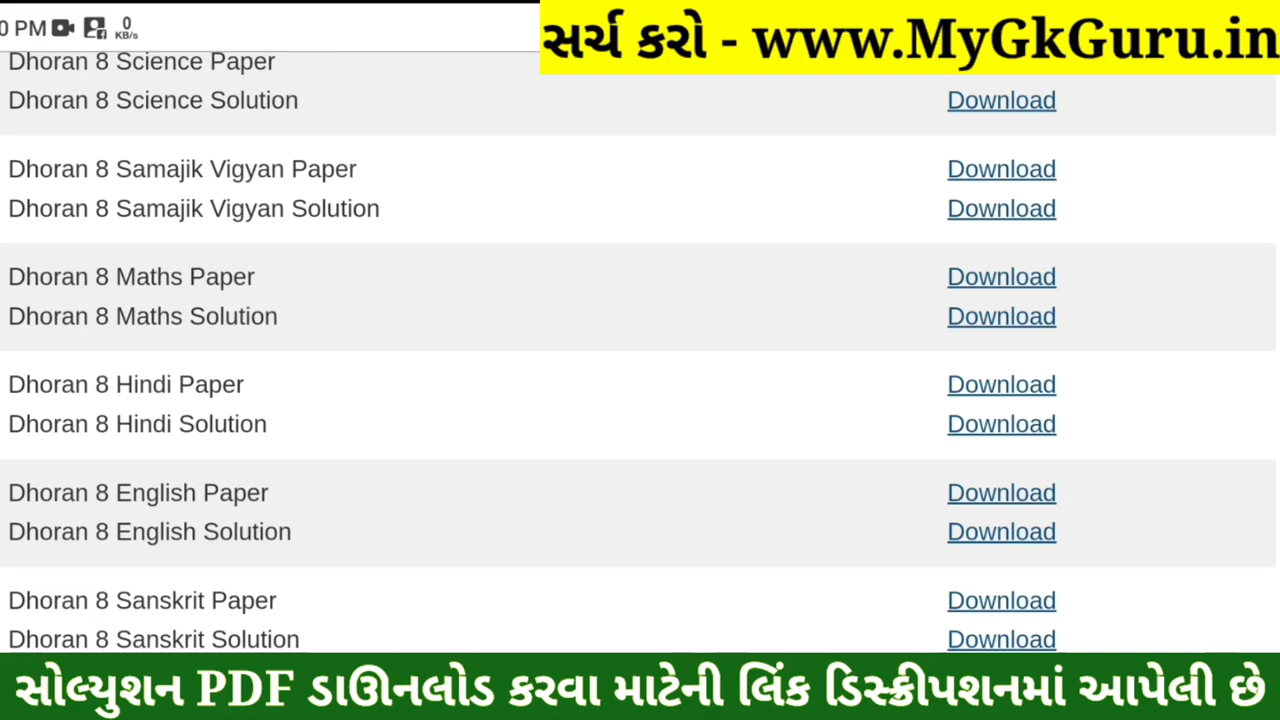 0 PM 0 KB/s
સર્ચ કરો - www.MyGkGuru.in
Dhoran 8 Science Paper
Dhoran 8 Science Solution Download
Dhoran 8 Samajik Vigyan Paper Download
Dhoran 8 Samajik Vigyan Solution Download
Dhoran 8 Maths Paper Download
Dhoran 8 Maths Solution Download
Dhoran 8 Hindi Paper Download
Dhoran 8 Hindi Solution Download
Dhoran 8 English Paper Download
Dhoran 8 English Solution Download
Dhoran 8 Sanskrit Paper Download
Dhoran 8 Sanskrit Solution Download
સોલ્યુશન PDF ડાઊનલોડ કરવા માટેની લિંક ડિસ્ક્રીપશનમાં આપેલી છે